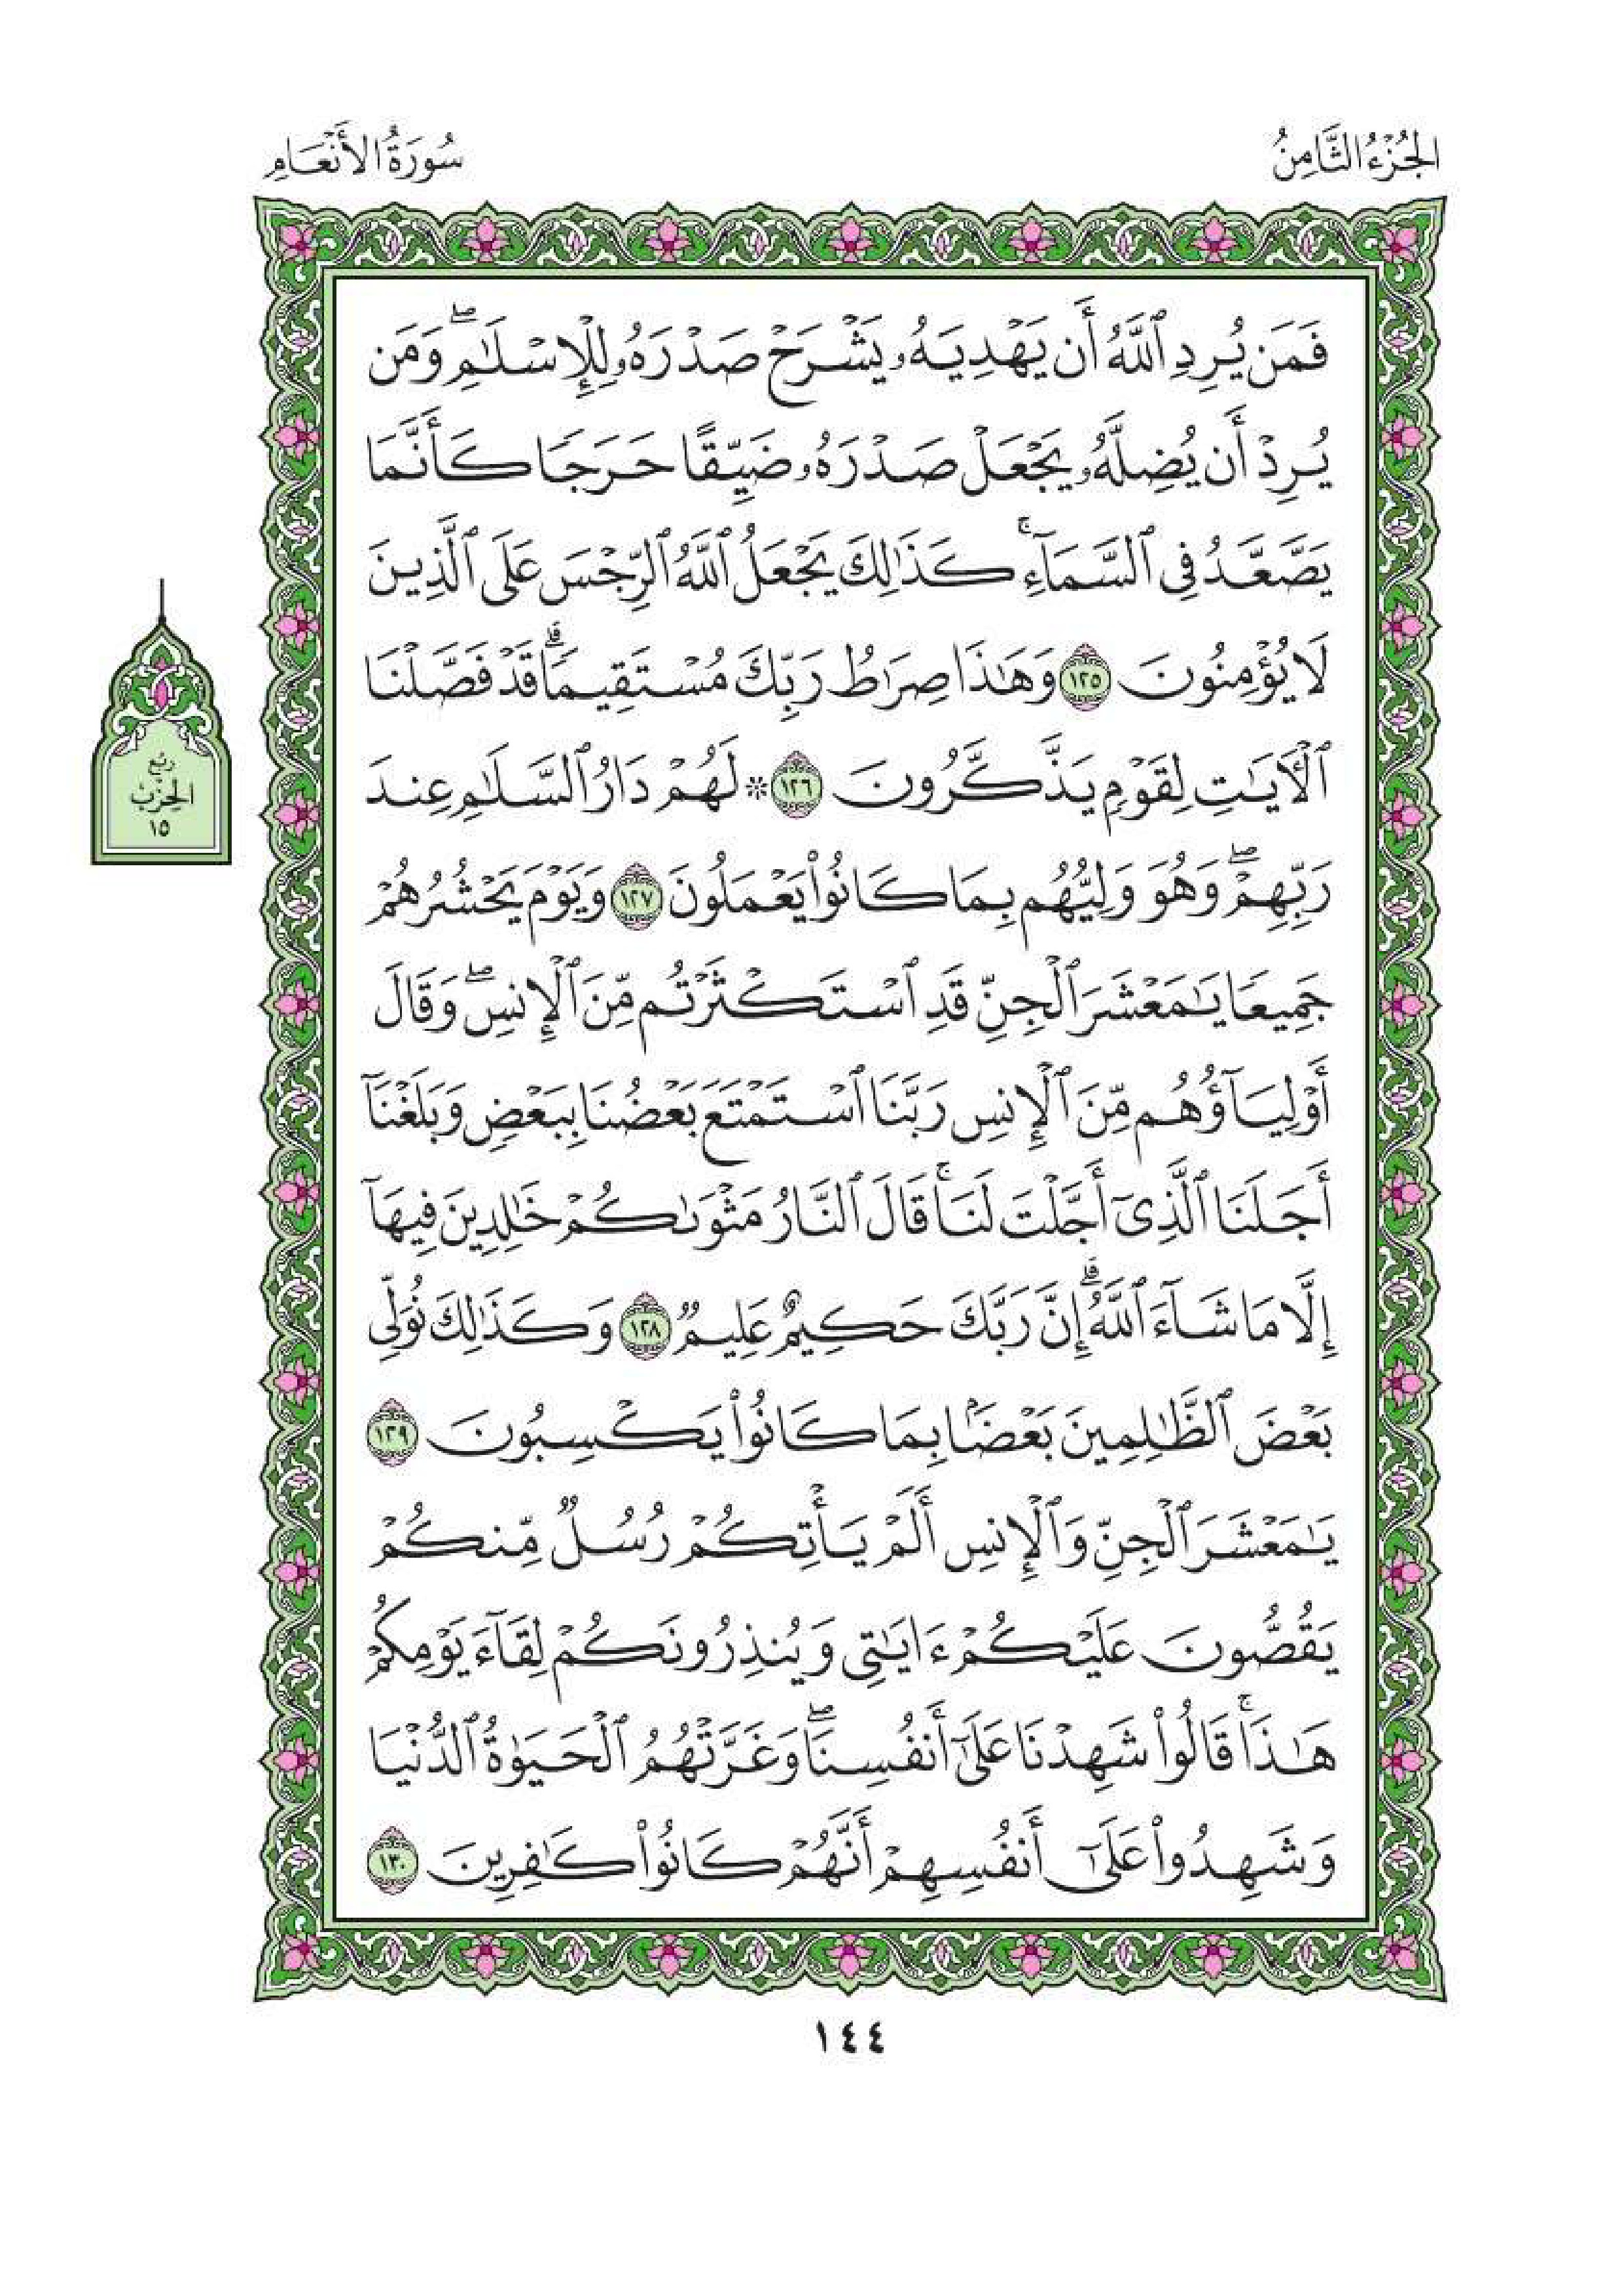 الجُزْءُ الثَّامِنُ
سُورَةُ الأَنْعَامِ
فَمَن يُرِدِ ٱللَّهُ أَن يَهْدِيَهُۥ يَشْرَحْ صَدْرَهُۥ لِلْإِسْلَٰمِۖ وَمَن
يُرِدْ أَن يُضِلَّهُۥ يَجْعَلْ صَدْرَهُۥ ضَيِّقًا حَرَجٗا كَأَنَّمَا
يَصَّعَّدُ فِي ٱلسَّمَآءِۚ كَذَٰلِكَ يَجْعَلُ ٱللَّهُ ٱلرِّجْسَ عَلَى ٱلَّذِينَ
لَا يُؤْمِنُونَ ١٢٥ وَهَٰذَا صِرَٰطُ رَبِّكَ مُسْتَقِيمٗاۗ قَدْ فَصَّلْنَا
ٱلْأٓيَٰتِ لِقَوْمٖ يَذَّكَّرُونَ ١٢٦ ۞ لَهُمْ دَارُ ٱلسَّلَٰمِ عِندَ
رَبِّهِمْۖ وَهُوَ وَلِيُّهُم بِمَا كَانُوا۟ يَعْمَلُونَ ١٢٧ وَيَوْمَ يَحْشُرُهُمْ
جَمِيعٗا يَٰمَعْشَرَ ٱلْجِنِّ قَدِ ٱسْتَكْثَرْتُم مِّنَ ٱلْإِنسِۖ وَقَالَ
أَوْلِيَآؤُهُم مِّنَ ٱلْإِنسِ رَبَّنَا ٱسْتَمْتَعَ بَعْضُنَا بِبَعْضٖ وَبَلَغْنَآ
أَجَلَنَا ٱلَّذِيٓ أَجَّلْتَ لَنَاۚ قَالَ ٱلنَّارُ مَثْوَىٰكُمْ خَٰلِدِينَ فِيهَآ
إِلَّا مَا شَآءَ ٱللَّهُۗ إِنَّ رَبَّكَ حَكِيمٌ عَلِيمٞ ١٢٨ وَكَذَٰلِكَ نُوَلِّي
بَعْضَ ٱلظَّٰلِمِينَ بَعْضَۢا بِمَا كَانُوا۟ يَكْسِبُونَ ١٢٩
يَٰمَعْشَرَ ٱلْجِنِّ وَٱلْإِنسِ أَلَمْ يَأْتِكُمْ رُسُلٞ مِّنكُمْ
يَقُصُّونَ عَلَيْكُمْ ءَايَٰتِي وَيُنذِرُونَكُمْ لِقَآءَ يَوْمِكُمْ
هَٰذَاۚ قَالُوا۟ شَهِدْنَا عَلَىٰٓ أَنفُسِنَاۖ وَغَرَّتْهُمُ ٱلْحَيَوٰةُ ٱلدُّنْيَا
وَشَهِدُوا۟ عَلَىٰٓ أَنفُسِهِمْ أَنَّهُمْ كَانُوا۟ كَٰفِرِينَ ١٣٠
رُبْعُ
الحِزْبِ
١٥
١٤٤